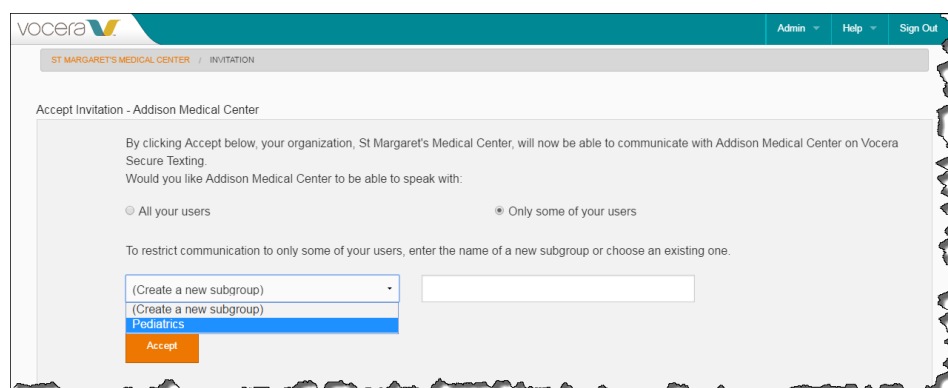 vocera
Admin Help Sign Out
ST MARGARET'S MEDICAL CENTER / INVITATION
Accept Invitation - Addison Medical Center
By clicking Accept below, your organization, St Margaret's Medical Center, will now be able to communicate with Addison Medical Center on Vocera
Secure Texting.
Would you like Addison Medical Center to be able to speak with:
All your users Only some of your users
To restrict communication to only some of your users, enter the name of a new subgroup or choose an existing one.
(Create a new subgroup)
(Create a new subgroup)
Pediatrics
Accept